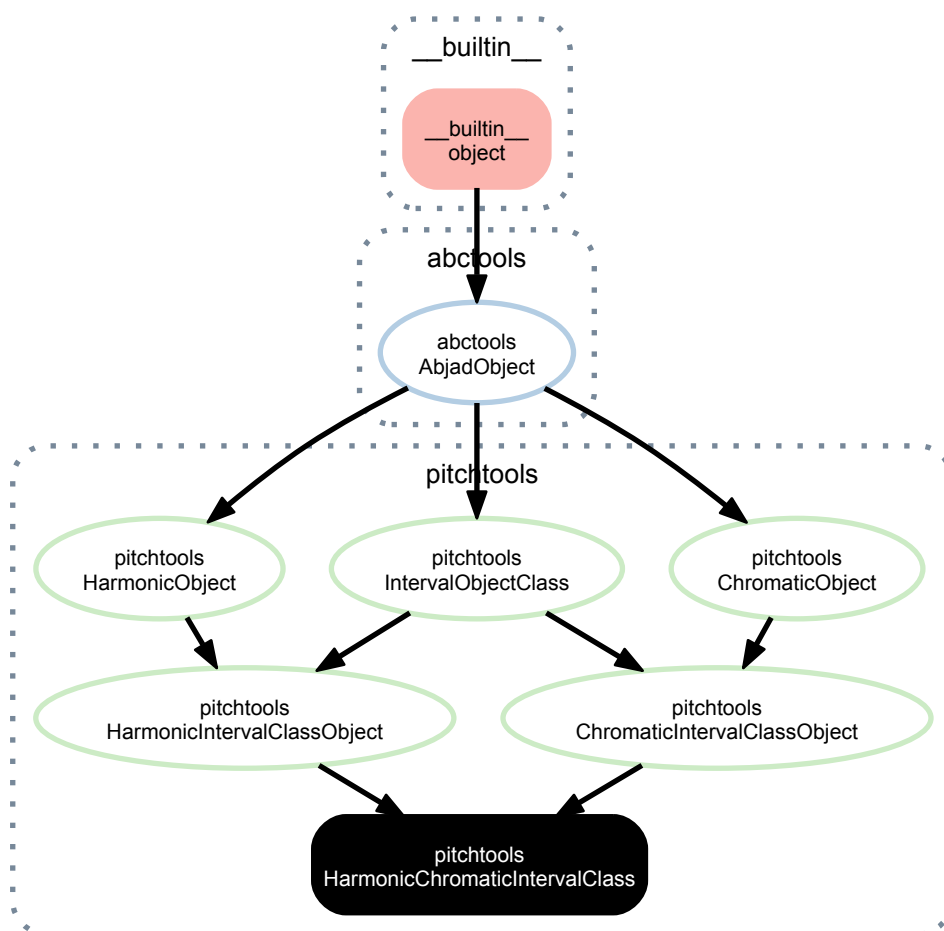 __builtin__
__builtin__
object
abctools
abctools
AbjadObject
pitchtools
pitchtools
HarmonicObject
pitchtools
IntervalObjectClass
pitchtools
ChromaticObject
pitchtools
HarmonicIntervalClassObject
pitchtools
ChromaticIntervalClassObject
pitchtools
HarmonicChromaticIntervalClass